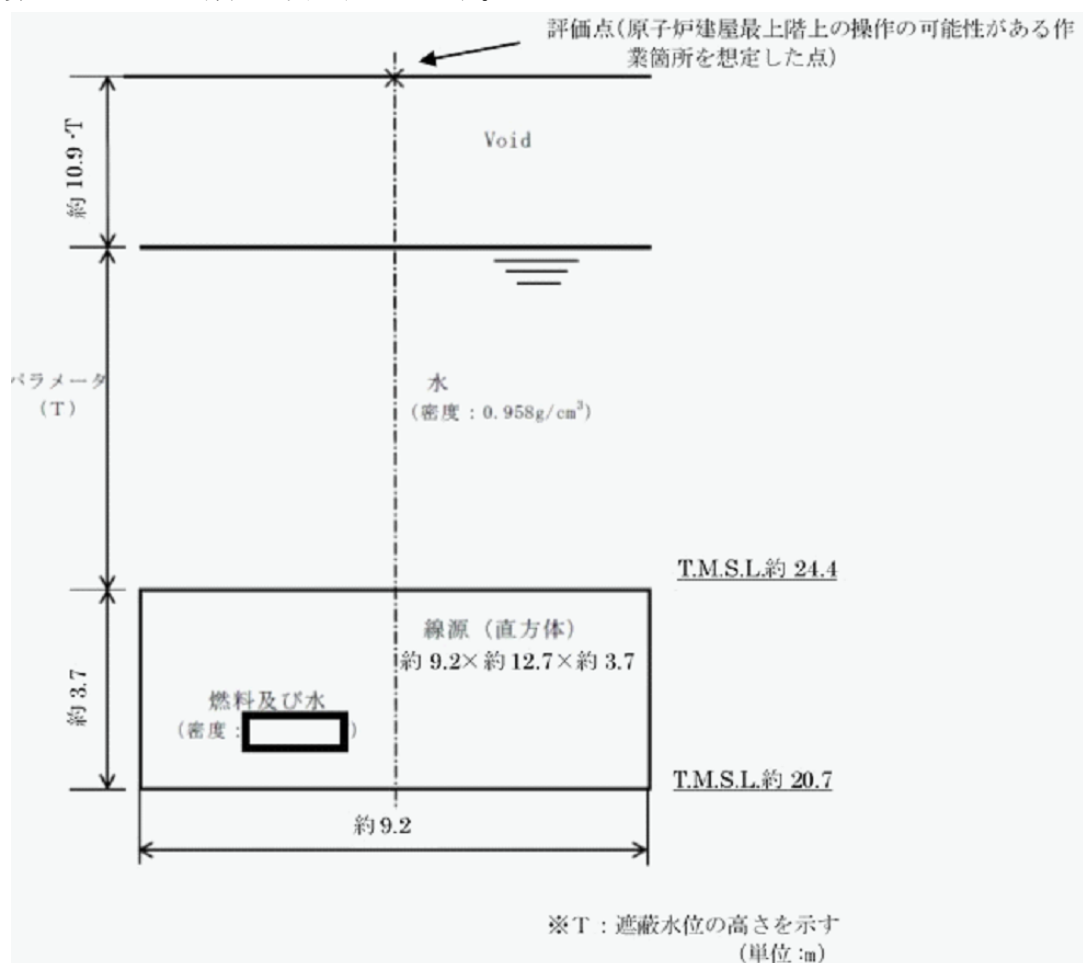 評価点(原子炉建屋最上階上の操作の可能性がある作
業箇所を想定した点)
約 10.9 -T
Void
パラメータ
(T)
水
(密度：0.958g/cm³)
T.M.S.L.約 24.4
線源（直方体）
約 9.2×約 12.7×約 3.7
約 3.7
燃料及び水
(密度： )
T.M.S.L.約 20.7
約 9.2
※T：遮蔽水位の高さを示す
(単位:m)